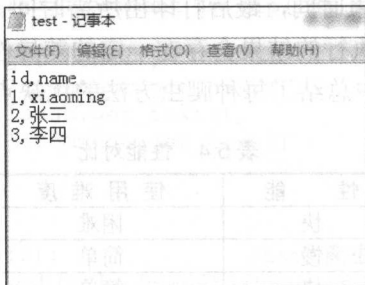 test - 记事本
文件(F) 编辑(E) 格式(O) 查看(V) 帮助(H)
id,name
1,xiaoming
2,张三
3,李四